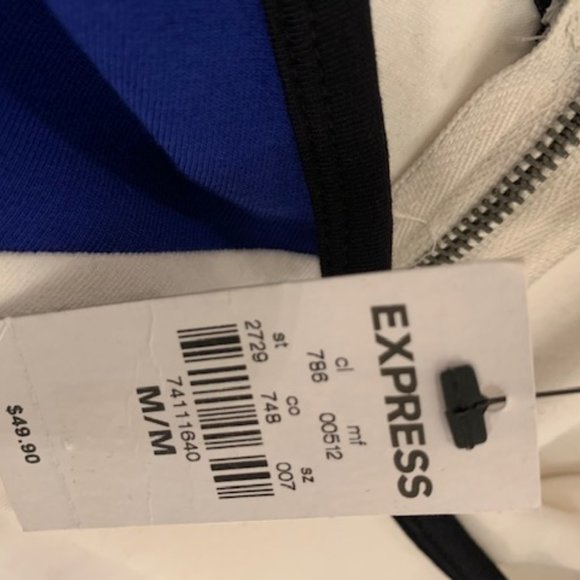 EXPRESS
cl mf
786 00512
st co sz
2729 748 007
74111640
M/M
$49.90